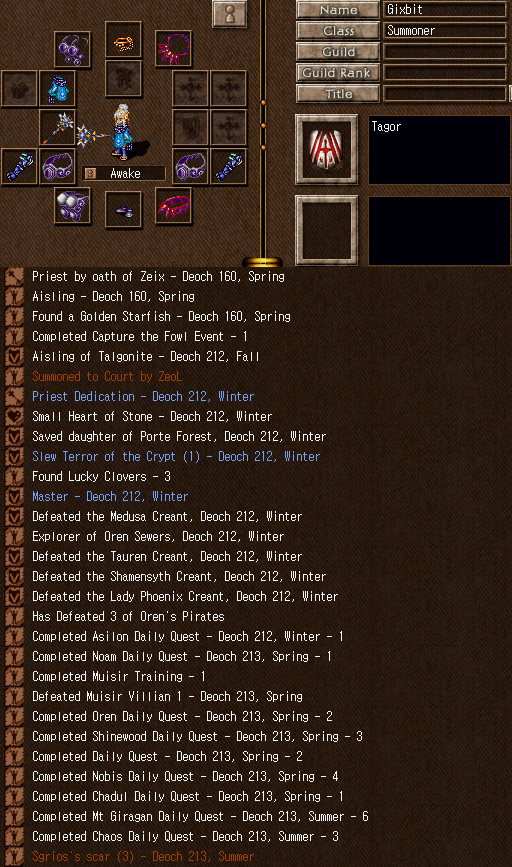 Name Gixbit
Class Summoner
Guild
Guild Rank
Title
Tagor
Awake
Priest by oath of Zeix - Deoch 160, Spring
Aisling - Deoch 160, Spring
Found a Golden Starfish - Deoch 160, Spring
Completed Capture the Fowl Event - 1
Aisling of Talgonite - Deoch 212, Fall
Summoned to Court by ZeoL
Priest Dedication - Deoch 212, Winter
Small Heart of Stone - Deoch 212, Winter
Saved daughter of Porte Forest, Deoch 212, Winter
Slew Terror of the Crypt (1) - Deoch 212, Winter
Found Lucky Clovers - 3
Master - Deoch 212, Winter
Defeated the Medusa Creant, Deoch 212, Winter
Explorer of Oren Sewers, Deoch 212, Winter
Defeated the Tauren Creant, Deoch 212, Winter
Defeated the Shamensyth Creant, Deoch 212, Winter
Defeated the Lady Phoenix Creant, Deoch 212, Winter
Has Defeated 3 of Oren's Pirates
Completed Asilon Daily Quest - Deoch 212, Winter - 1
Completed Noam Daily Quest - Deoch 213, Spring - 1
Completed Muisir Training - 1
Defeated Muisir Villian 1 - Deoch 213, Spring
Completed Oren Daily Quest - Deoch 213, Spring - 2
Completed Shinewood Daily Quest - Deoch 213, Spring - 3
Completed Daily Quest - Deoch 213, Spring - 2
Completed Nobis Daily Quest - Deoch 213, Spring - 4
Completed Chadul Daily Quest - Deoch 213, Spring - 1
Completed Mt Giragan Daily Quest - Deoch 213, Summer - 6
Completed Chaos Daily Quest - Deoch 213, Summer - 3
Sgrios's scar (3) - Deoch 213, Summer